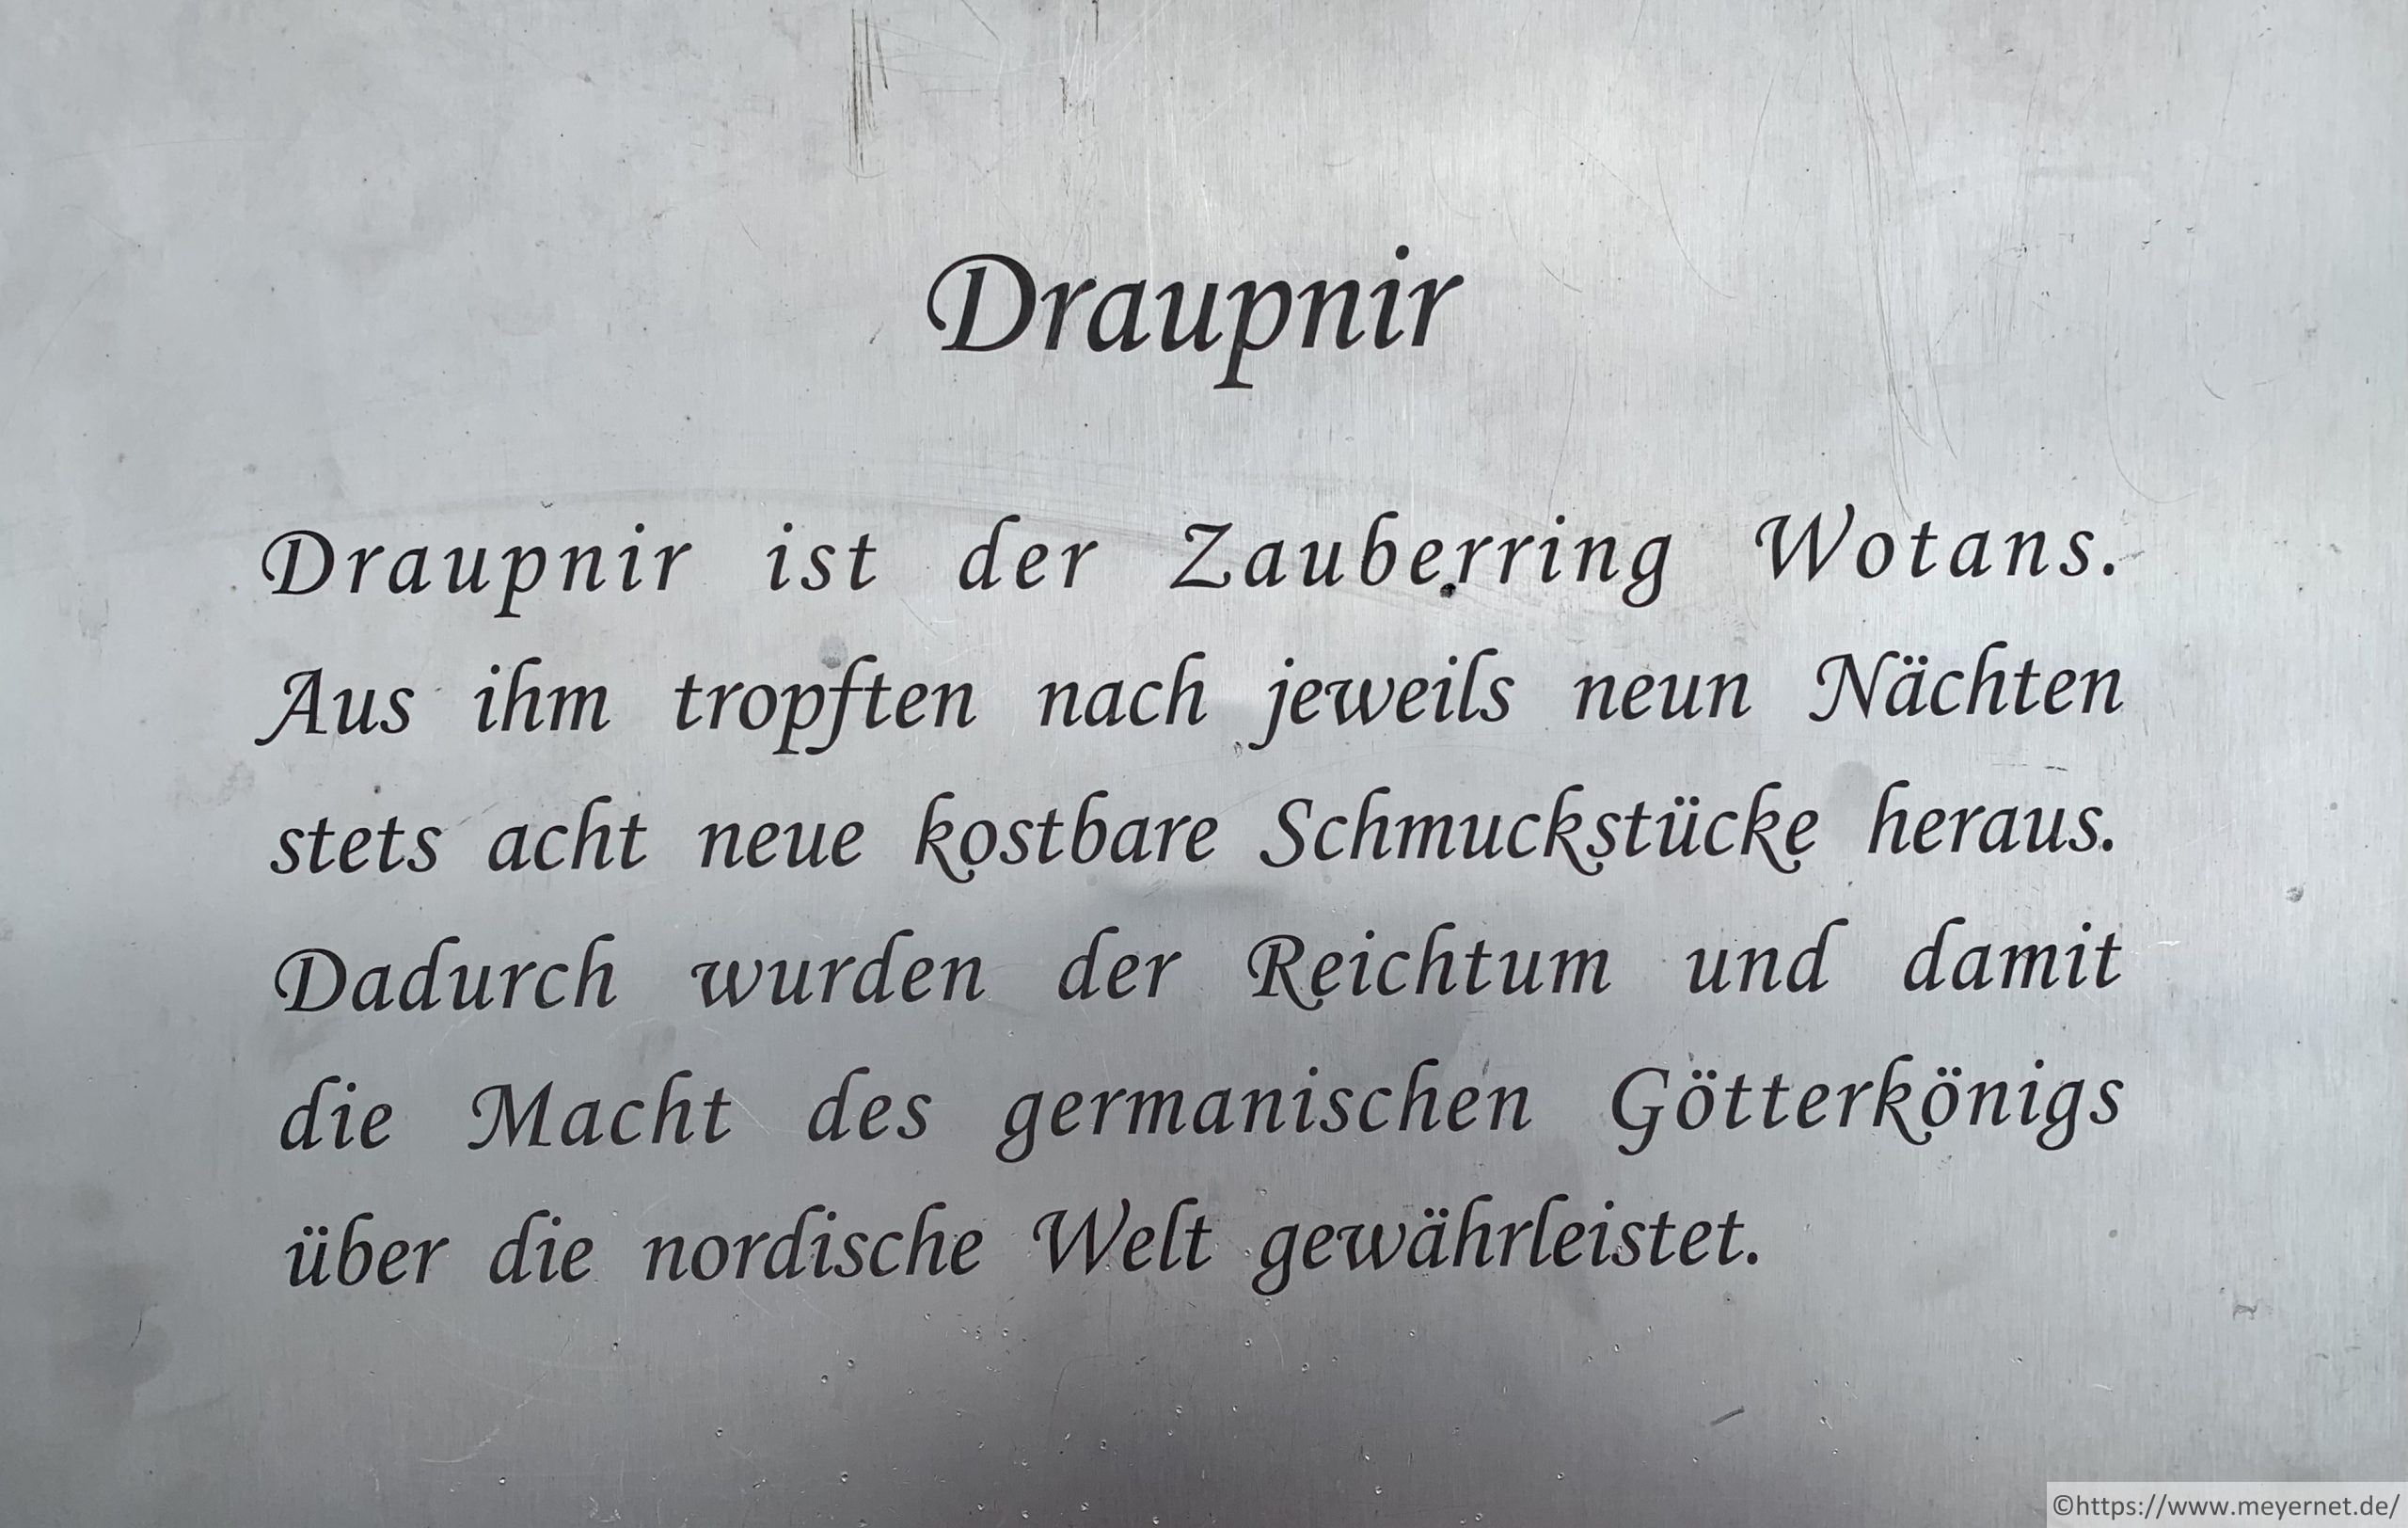 Draupnir
Draupnir ist der Zauberring Wotans.
Aus ihm tropften nach jeweils neun Nächten
stets acht neue kostbare Schmuckstücke heraus.
Dadurch wurden der Reichtum und damit
die Macht des germanischen Götterkönigs
über die nordische Welt gewährleistet.
©https://www.meyernet.de/